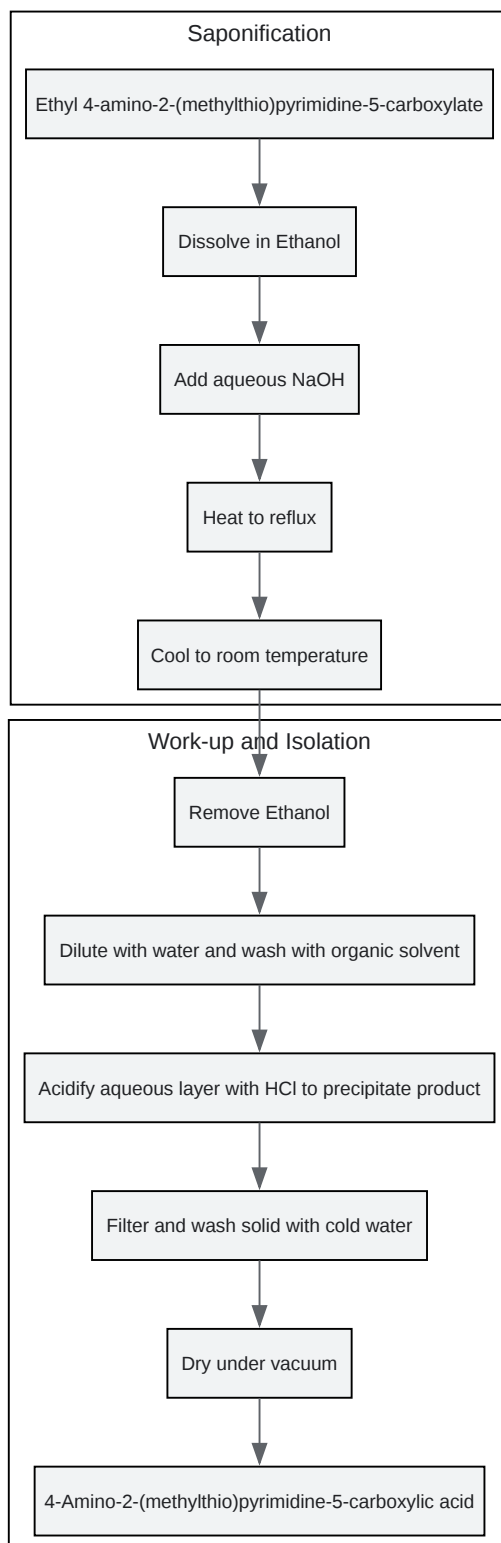 Saponification
Ethyl 4-amino-2-(methylthio)pyrimidine-5-carboxylate
Dissolve in Ethanol
Add aqueous NaOH
Heat to reflux
Cool to room temperature
Work-up and Isolation
Remove Ethanol
Dilute with water and wash with organic solvent
Acidify aqueous layer with HCl to precipitate product
Filter and wash solid with cold water
Dry under vacuum
4-Amino-2-(methylthio)pyrimidine-5-carboxylic acid